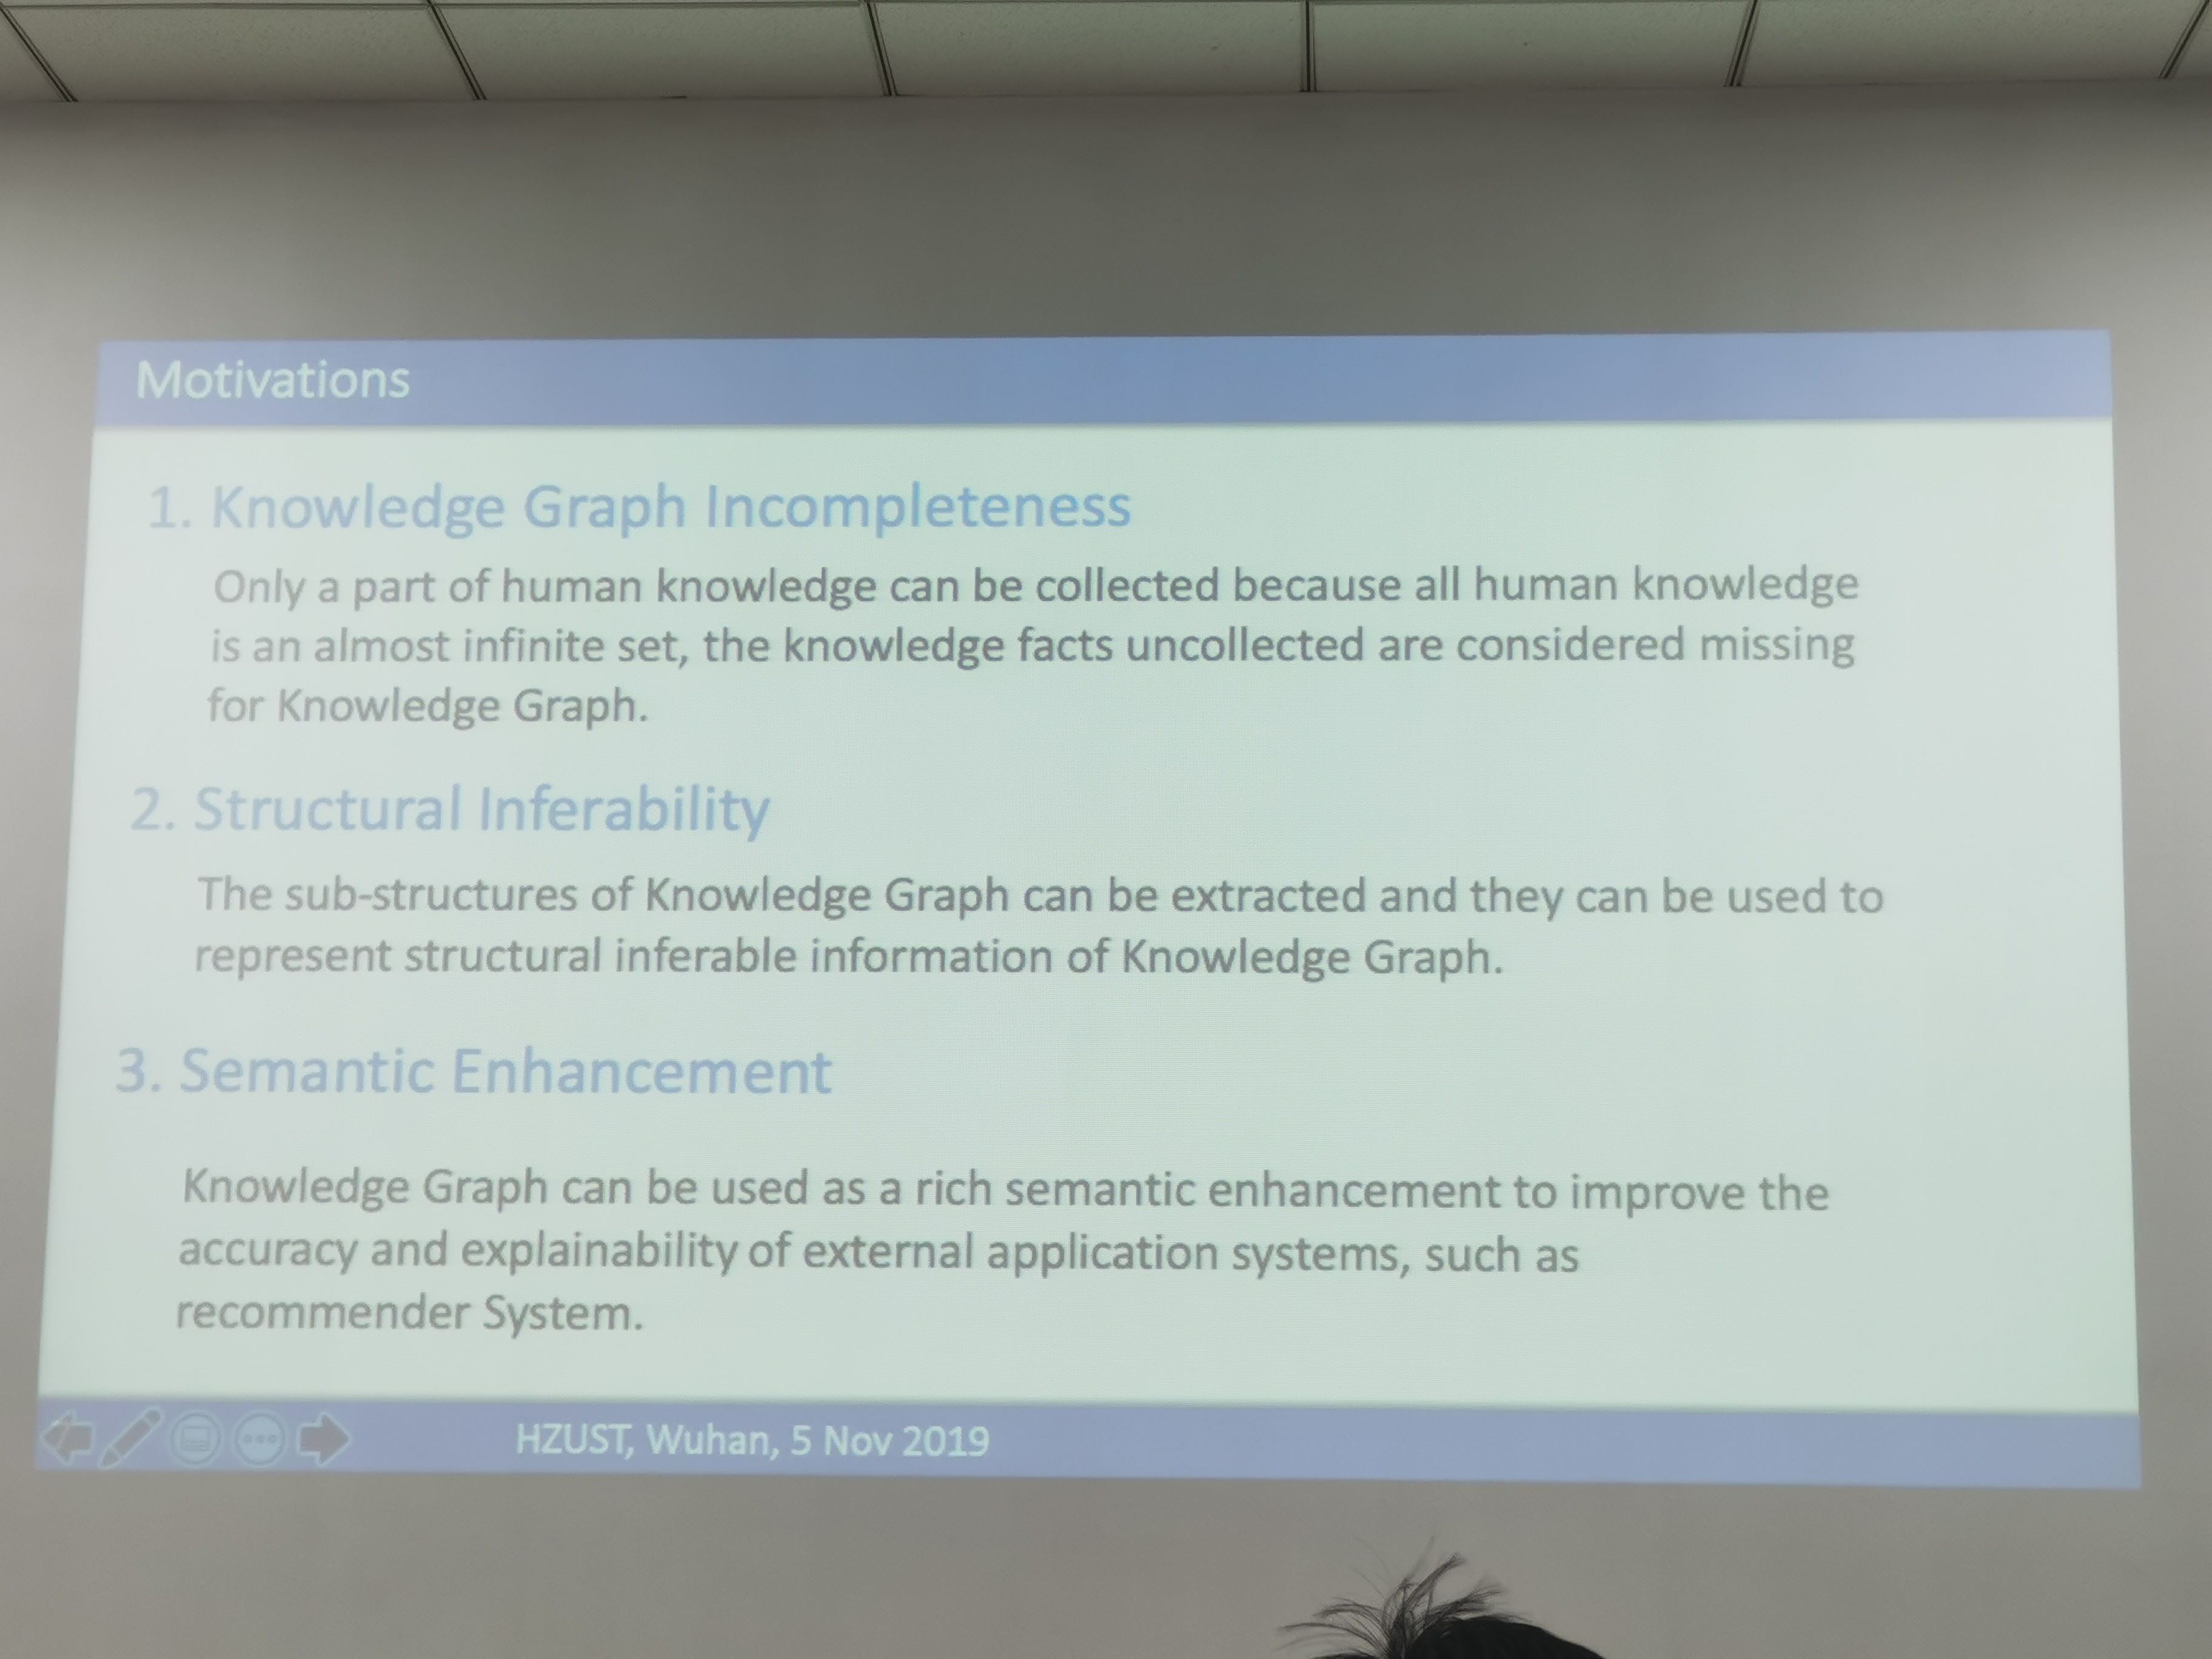 Motivations
1. Knowledge Graph Incompleteness
Only a part of human knowledge can be collected because all human knowledge
is an almost infinite set, the knowledge facts uncollected are considered missing
for Knowledge Graph.
2. Structural Inferability
The sub-structures of Knowledge Graph can be extracted and they can be used to
represent structural inferable information of Knowledge Graph.
3. Semantic Enhancement
Knowledge Graph can be used as a rich semantic enhancement to improve the
accuracy and explainability of external application systems, such as
recommender System.
HZUST, Wuhan, 5 Nov 2019